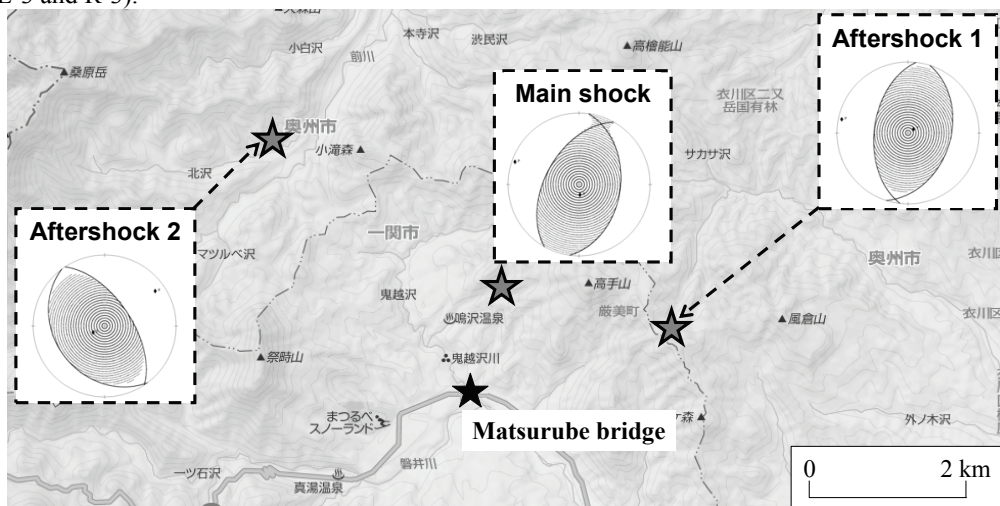 L-3 and R-3).
大森山
本寺沢
渋民沢
▲高檜能山
小白沢
前川
▲桑原岳
衣川区二又
岳国有林
Aftershock 1
Main shock
奥州市
小滝森▲
サカサ沢
北沢
Aftershock 2
一関市
マツルベ沢
奥州市
衣川区
鬼越沢
▲高手山
厳美町
鳴沢温泉
▲風倉山
衣川区
▲祭畤山
鬼越沢川
まつるべ
スノーランド
ケ森▲
外ノ木沢
Matsurube bridge
磐井川
一ツ石沢
真湯温泉
0 2 km